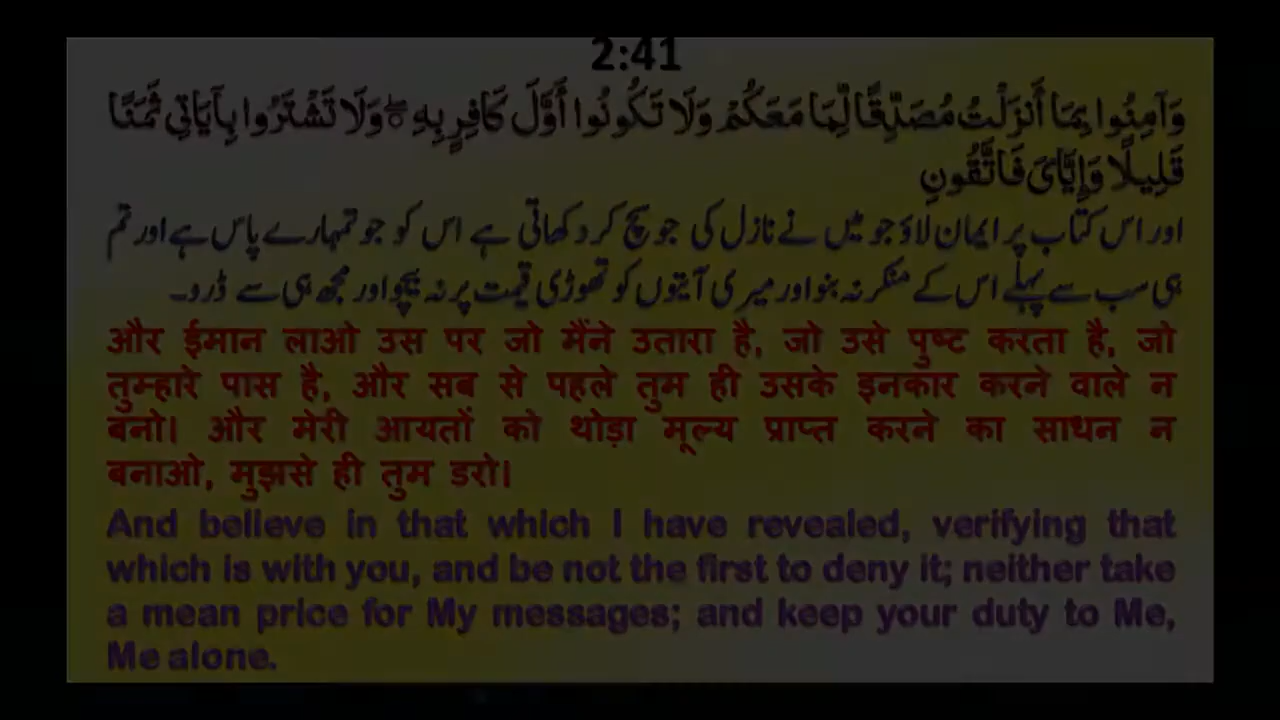 2:41
وَآمِنُوا بِمَا أَنزَلْتُ مُصَدِّقًا لِّمَا مَعَكُمْ وَلَا تَكُونُوا أَوَّلَ كَافِرٍ بِهِ ۖ وَلَا تَشْتَرُوا بِآيَاتِي ثَمَنًا
قَلِيلًا وَإِيَّايَ فَاتَّقُونِ
اور اس کتاب پر ایمان لاؤ جو میں نے نازل کی جو سچ کر دکھاتی ہے اس کو جو تمہارے پاس ہے اور تم
ہی سب سے پہلے اس کے منکر نہ بنو اور میر ی آیتوں کو تھوڑی قیمت پر نہ بیچو اور مجھ ہی سے ڈرو۔
और ईमान लाओ उस पर जो मैंने उतारा है, जो उसे पुष्ट करता है, जो
तुम्हारे पास है, और सब से पहले तुम ही उसके इनकार करने वाले न
बनो। और मेरी आयतों को थोड़ा मूल्य प्राप्त करने का साधन न
बनाओ, मुझसे ही तुम डरो।
And believe in that which I have revealed, verifying that
which is with you, and be not the first to deny it; neither take
a mean price for My messages; and keep your duty to Me,
Me alone.